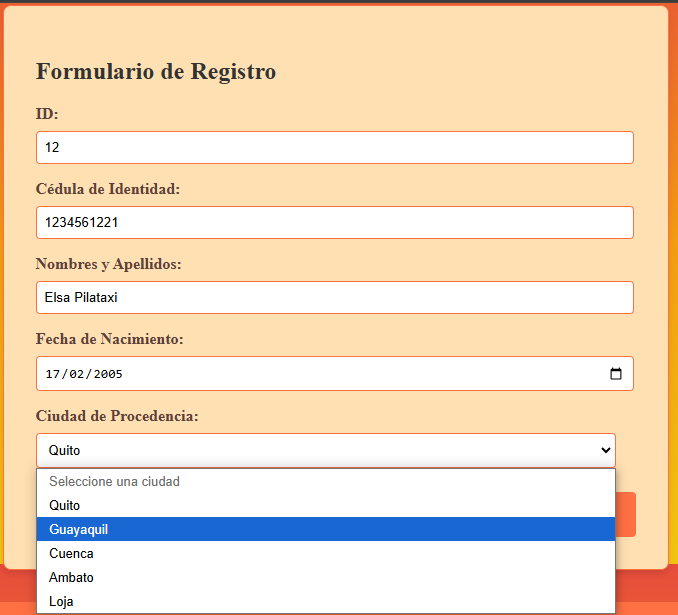 Formulario de Registro
ID:
12
Cédula de Identidad:
1234561221
Nombres y Apellidos:
Elsa Pilataxi
Fecha de Nacimiento:
17/02/2005
Ciudad de Procedencia:
Quito
Seleccione una ciudad
Quito
Guayaquil
Cuenca
Ambato
Loja